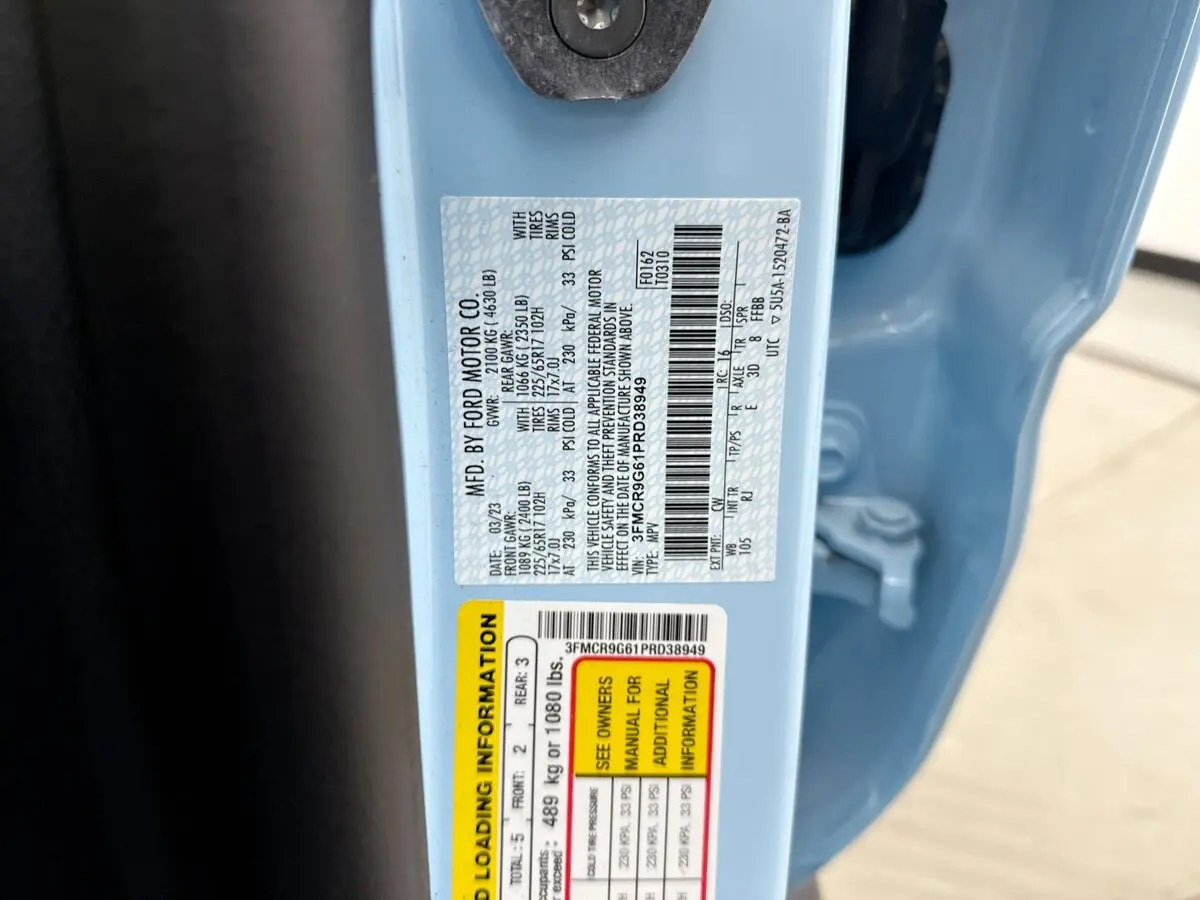 MFD. BY FORD MOTOR CO.
DATE: 03/23 GVWR: 2100 KG ( 4630 LB)
FRONT GAWR: REAR GAWR:
1089 KG ( 2400 LB) WITH 1066 KG ( 2350 LB) WITH
225/65R17 102H TIRES 225/65R17 102H TIRES
17x7.0J RIMS 17x7.0J RIMS
AT 230 kPa/ 33 PSI COLD AT 230 kPa/ 33 PSI COLD
THIS VEHICLE CONFORMS TO ALL APPLICABLE FEDERAL MOTOR
VEHICLE SAFETY AND THEFT PREVENTION STANDARDS IN
EFFECT ON THE DATE OF MANUFACTURE SHOWN ABOVE.
VIN: 3FMCR9G61PRD38949 F0162
TYPE: MPV T0310
EXT PNT: CW RC: 16 DSO:
WB INT TR TP/PS R AXLE TR SPR
105 RJ E 3D 8 FFBB
UTC ▽ 5U5A-1520472-BA
D LOADING INFORMATION
TOTAL: 5 FRONT: 2 REAR: 3
ccupants: 489 kg or 1080 lbs.
r exceed:
3FMCR9G61PRD38949
COLD TIRE PRESSURE
230 KPA, 33 PSI
230 KPA, 33 PSI
230 KPA, 33 PSI
SEE OWNERS
MANUAL FOR
ADDITIONAL
INFORMATION